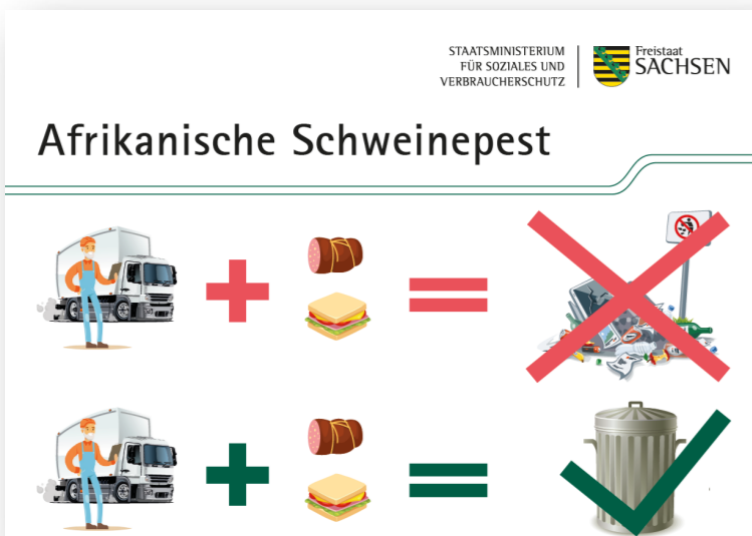 STAATSMINISTERIUM
FÜR SOZIALES UND
VERBRAUCHERSCHUTZ
Freistaat
SACHSEN
Afrikanische Schweinepest